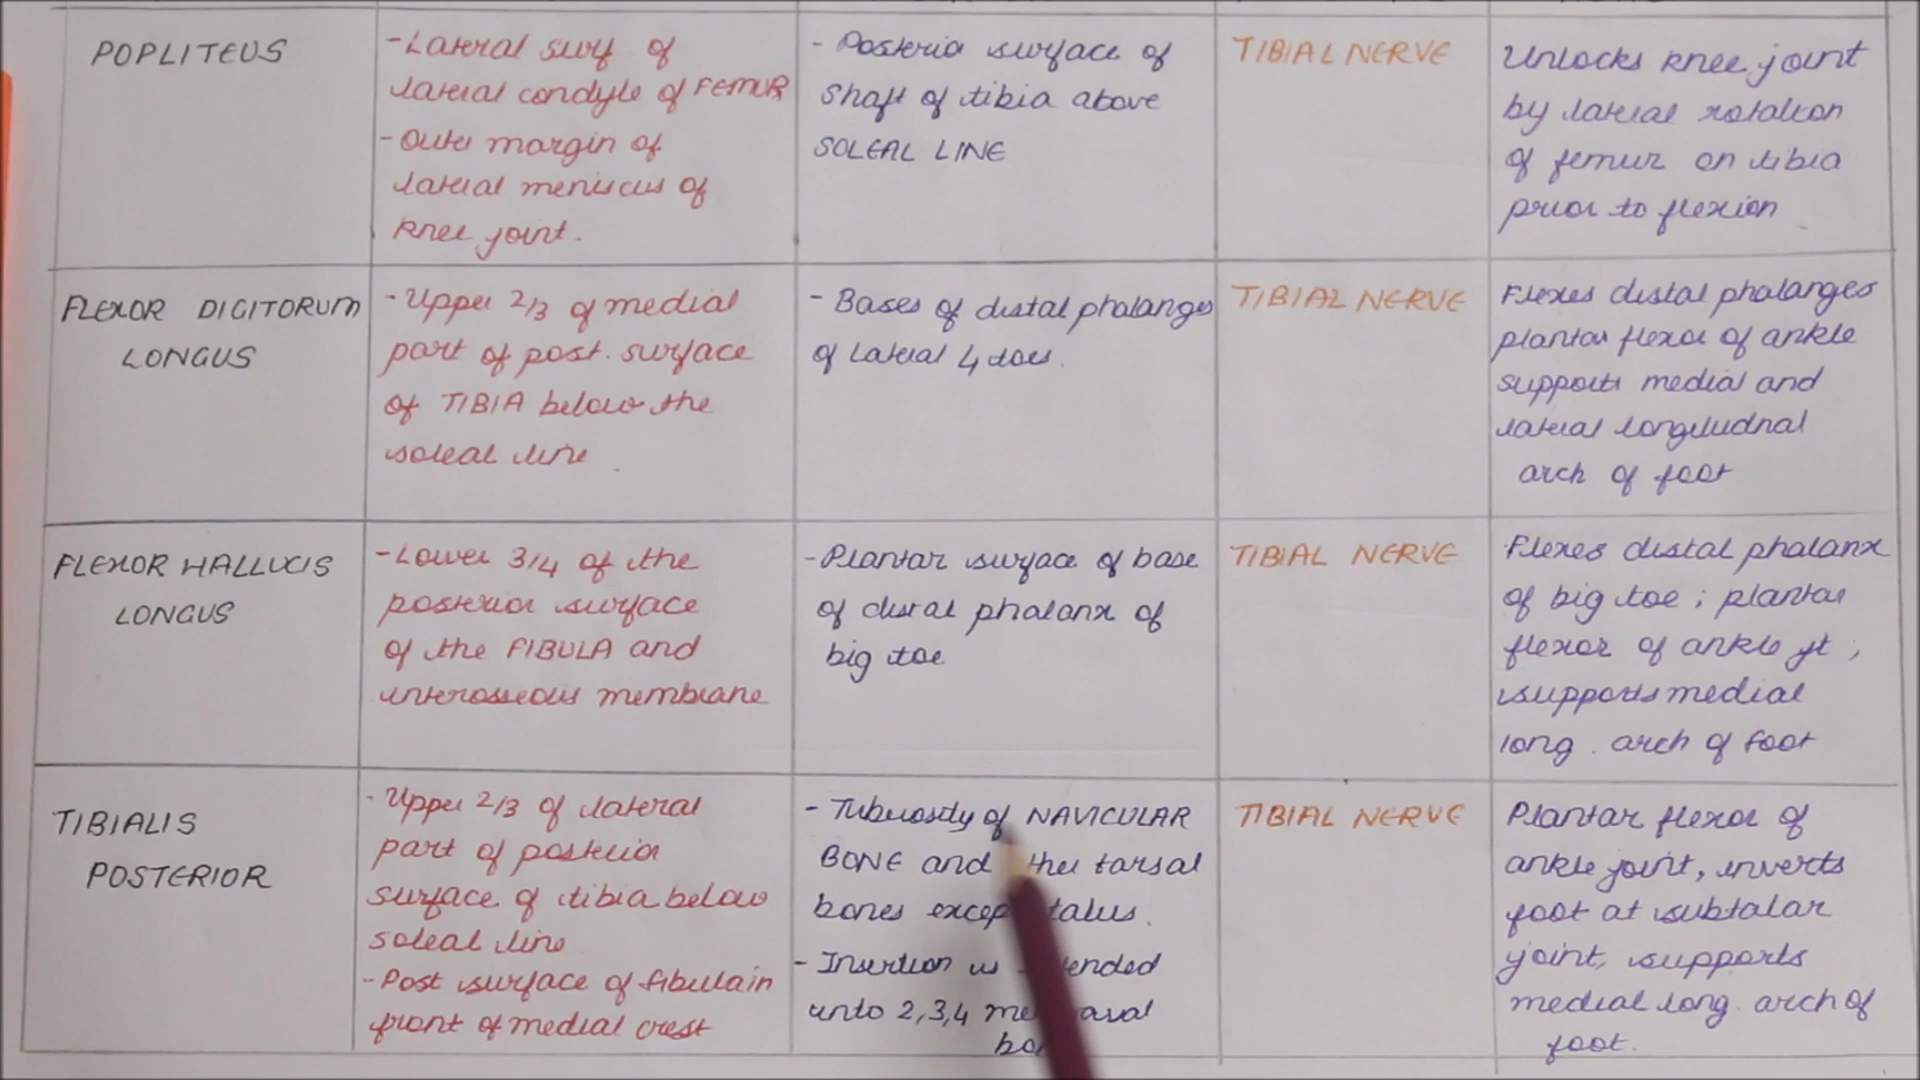 POPLITEUS
- Lateral surf of
lateral condyle of FEMUR
- Outer margin of
lateral meniscus of
knee joint.
- Posterior surface of
shaft of tibia above
SOLEAL LINE
TIBIAL NERVE
Unlocks knee joint
by lateral rotation
of femur on tibia
prior to flexion
FLEXOR DIGITORUM
LONGUS
- Upper 2/3 of medial
part of post. surface
of TIBIA below the
soleal line
- Bases of distal phalanges
of lateral 4 toes.
TIBIAL NERVE
Flexes distal phalanges
plantar flexor of ankle
supports medial and
lateral longitudnal
arch of foot
FLEXOR HALLUCIS
LONGUS
- Lower 3/4 of the
posterior surface
of the FIBULA and
interosseous membrane
- Plantar surface of base
of distal phalanx of
big toe
TIBIAL NERVE
Flexes distal phalanx
of big toe ; plantar
flexor of ankle jt ;
supports medial
long. arch of foot
TIBIALIS
POSTERIOR
- Upper 2/3 of lateral
part of posterior
surface of tibia below
soleal line
- Post surface of fibula in
front of medial crest
- Tuberosity of NAVICULAR
BONE and tarsal
bones talus.
- Insertion is
unto 2,3,4
TIBIAL NERVE
Plantar flexor of
ankle joint, inverts
foot at subtalar
joint, supports
medial long. arch of
foot.